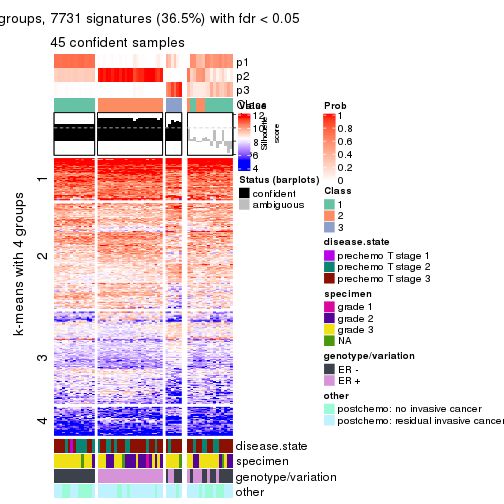 groups, 7731 signatures (36.5%) with fdr < 0.05
45 confident samples
p1
p2
p3
Class
Value
12
10
8
6
4
Silhouette
score
Prob
1
0.8
0.6
0.4
0.2
0
Status (barplots)
confident
ambiguous
Class
1
2
3
disease.state
prechemo T stage 1
prechemo T stage 2
prechemo T stage 3
specimen
grade 1
grade 2
grade 3
NA
genotype/variation
ER -
ER +
other
postchemo: no invasive cancer
postchemo: residual invasive cancer
k-means with 4 groups
1
2
3
4
disease.state
specimen
genotype/variation
other